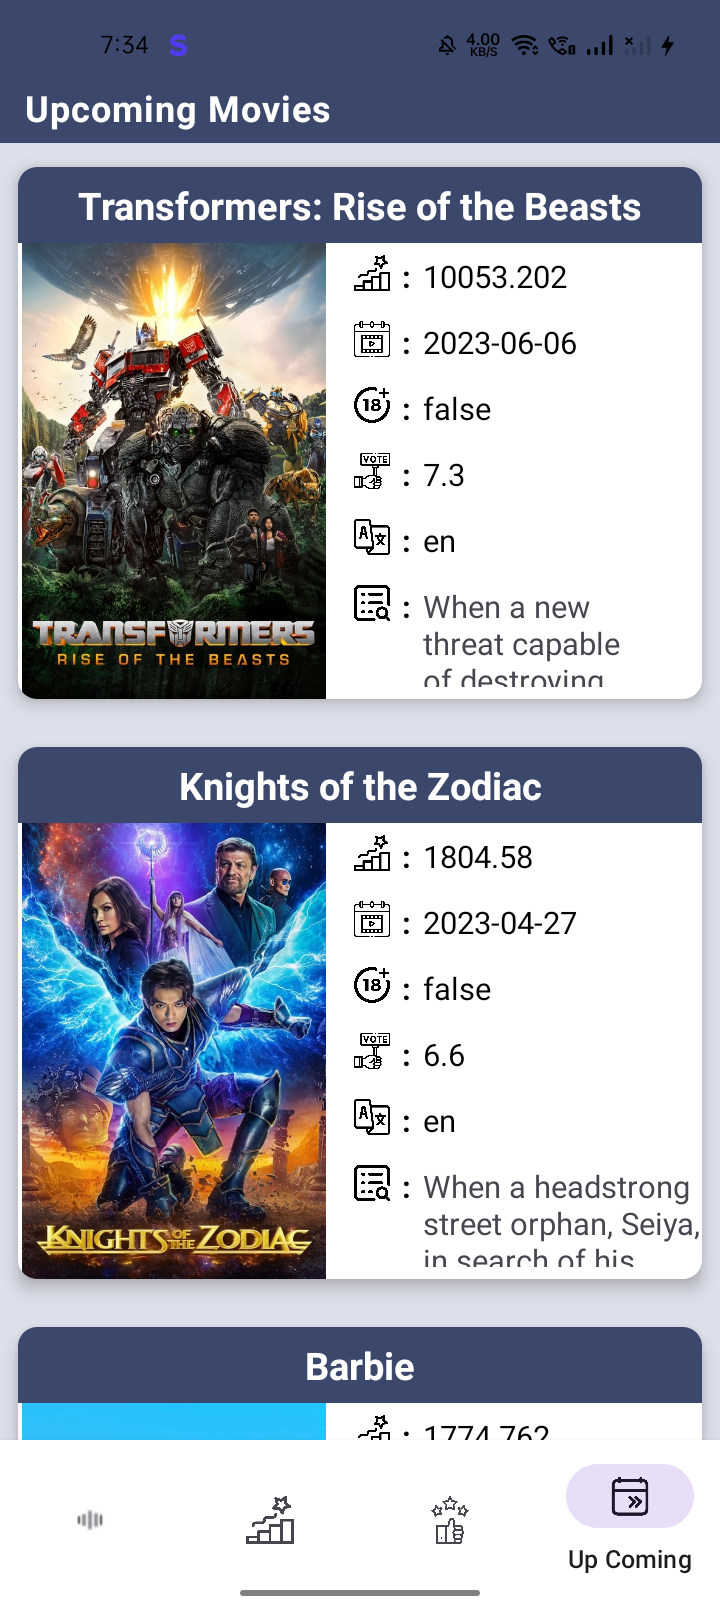 7:34 S 4.00 KB/S
Upcoming Movies
Transformers: Rise of the Beasts
: 10053.202
: 2023-06-06
18+ : false
VOTE : 7.3
A : en
: When a new
threat capable
of destroying
TRANSFORMERS
RISE OF THE BEASTS
Knights of the Zodiac
: 1804.58
: 2023-04-27
18+ : false
VOTE : 6.6
A : en
: When a headstrong
street orphan, Seiya,
in search of his
KNIGHTS OF THE ZODIAC
Barbie
: 1774.762
Up Coming